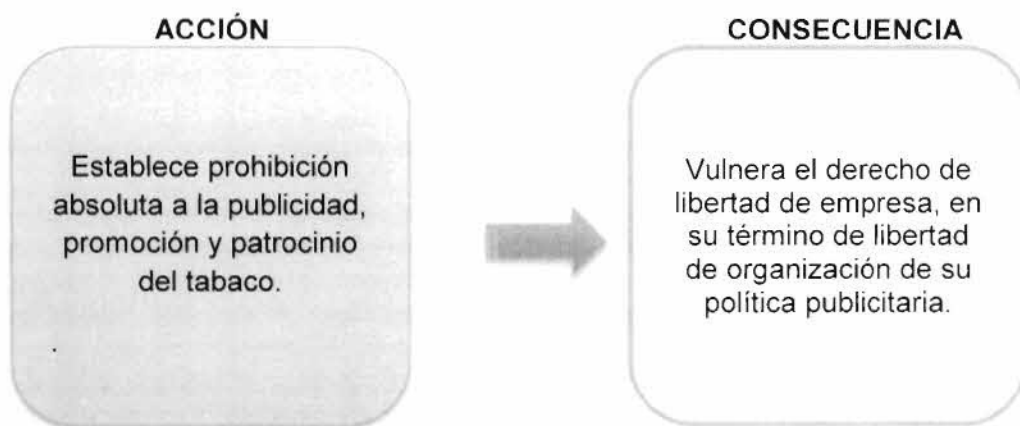 ACCIÓN
Establece prohibición
absoluta a la publicidad,
promoción y patrocinio
del tabaco.
CONSECUENCIA
Vulnera el derecho de
libertad de empresa, en
su término de libertad
de organización de su
política publicitaria.